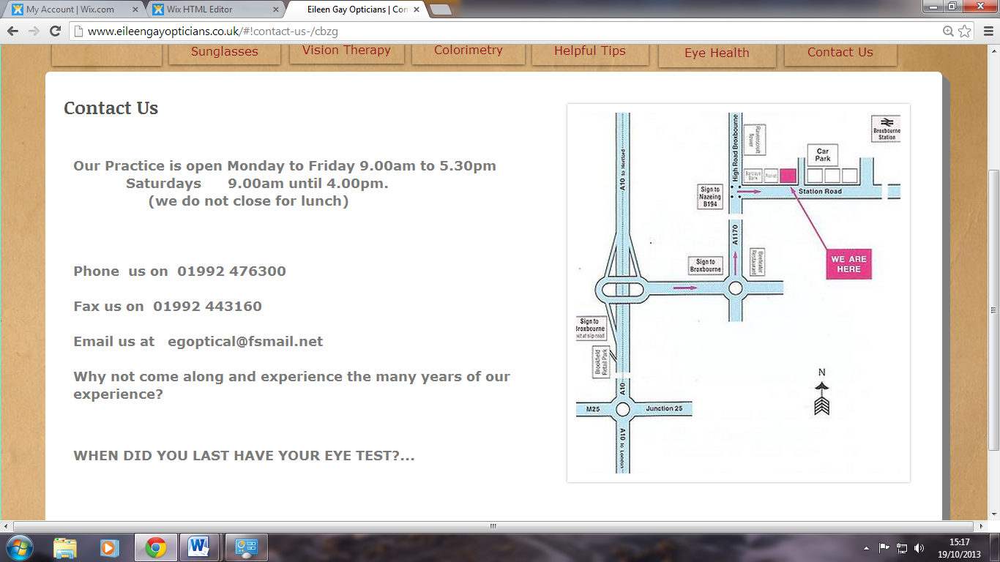 My Account | Wix.com
Wix HTML Editor
Eileen Gay Opticians | Con
www.eileengayopticians.co.uk/#!contact-us-/cbzg
Sunglasses
Vision Therapy
Colorimetry
Helpful Tips
Eye Health
Contact Us
Contact Us
Our Practice is open Monday to Friday 9.00am to 5.30pm
Saturdays 9.00am until 4.00pm.
(we do not close for lunch)
Phone us on 01992 476300
Fax us on 01992 443160
Email us at egoptical@fsmail.net
Why not come along and experience the many years of our
experience?
WHEN DID YOU LAST HAVE YOUR EYE TEST?...
A10 to Hertford
High Road Broxbourne
Broxbourne
Station
Car
Park
Barclays
Bank
Station Road
Sign to
Nazeing
B194
A1170
WE ARE
HERE
Sign to
Broxbourne
Beefeater
Restaurant
Sign to
Broxbourne
Brookfield
Retail Park
A10
N
M25
Junction 25
A10 to London
15:17
19/10/2013